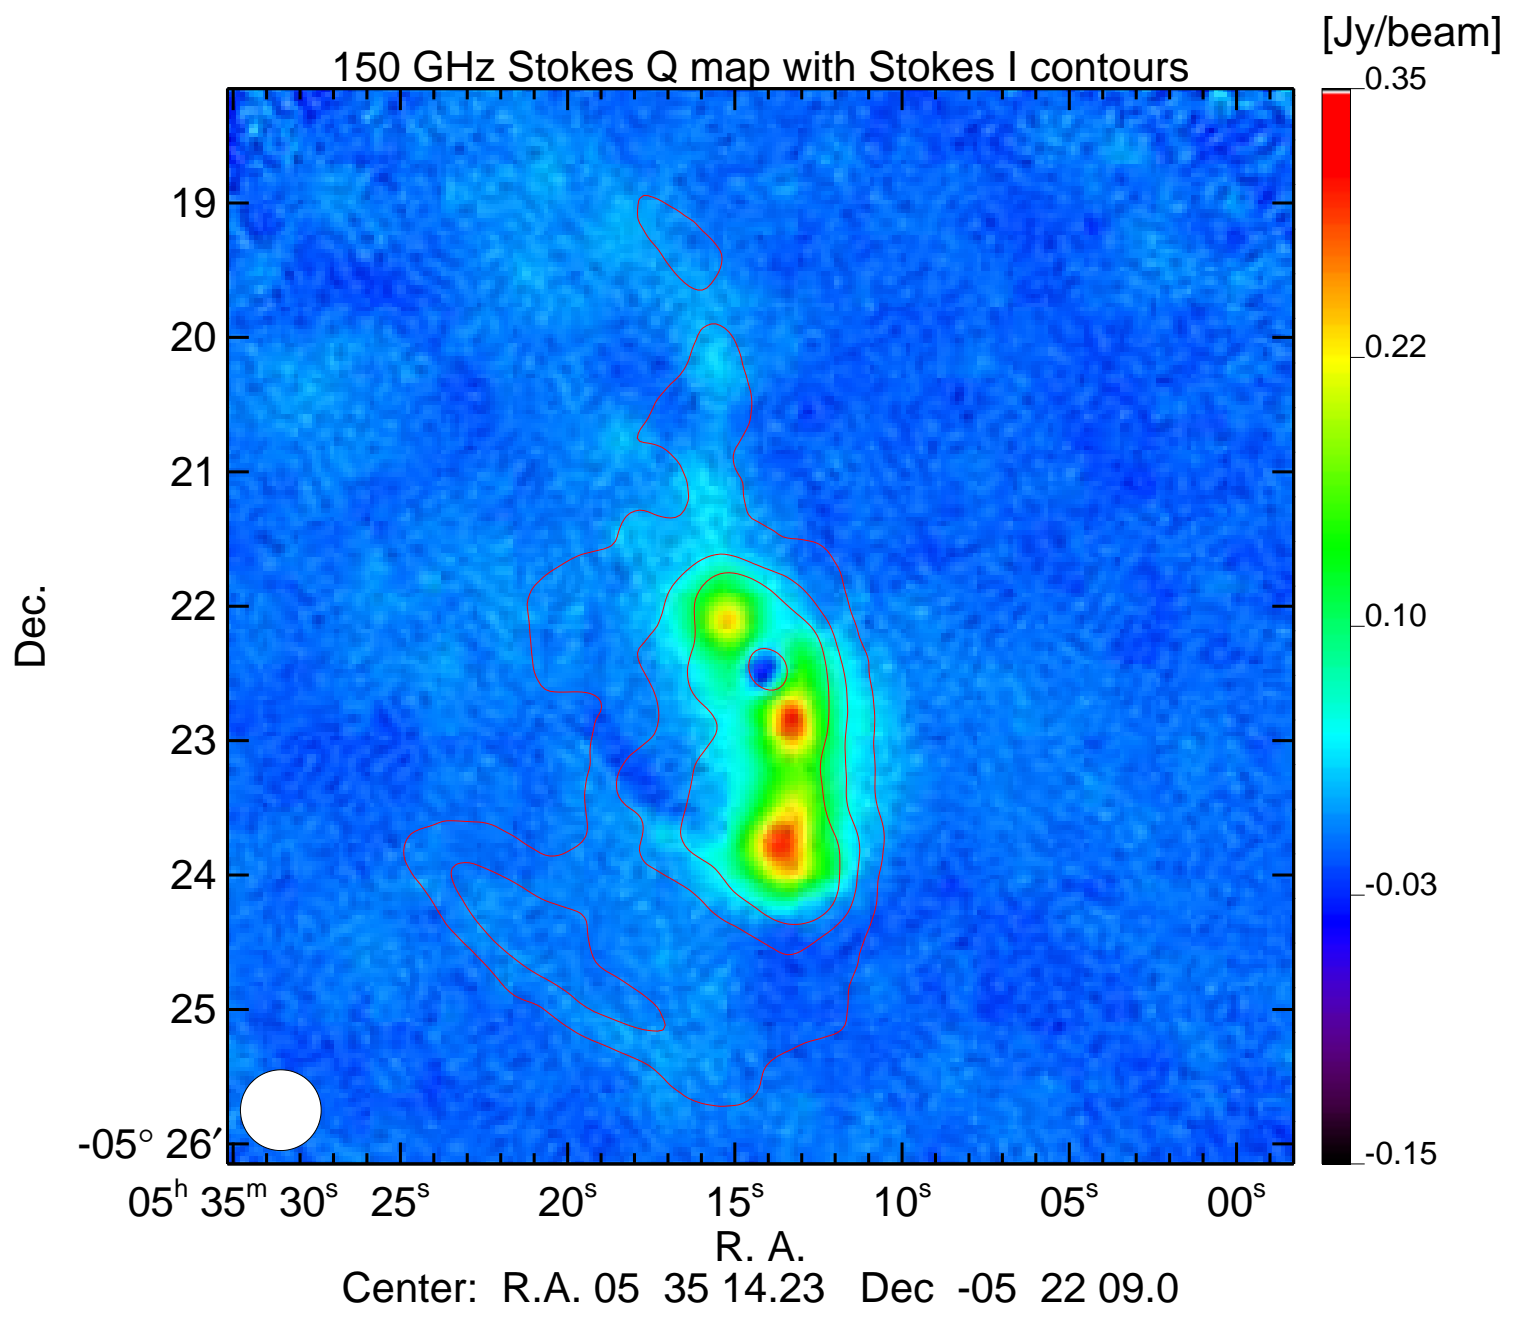 [Jy/beam]
150 GHz Stokes Q map with Stokes I contours
0.35
0.22
0.10
-0.03
-0.15
Dec.
19
20
21
22
23
24
25
-05° 26′
05ʰ 35ᵐ 30ˢ 25ˢ 20ˢ 15ˢ 10ˢ 05ˢ 00ˢ
R. A.
Center: R.A. 05 35 14.23 Dec -05 22 09.0